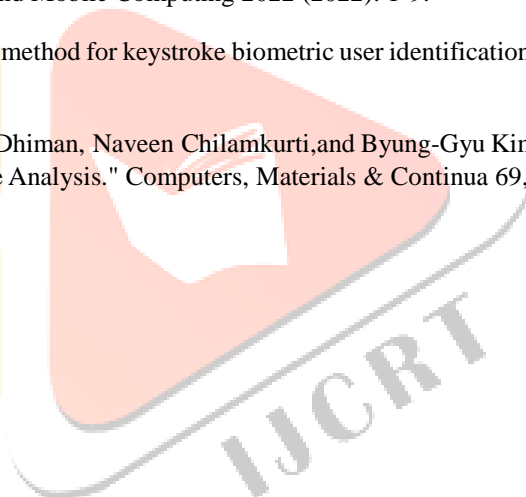 nd Mobile Computing 2022 (2022): 1-9.
method for keystroke biometric user identification
Dhiman, Naveen Chilamkurti,and Byung-Gyu Kin
e Analysis." Computers, Materials & Continua 69,
IJCRT